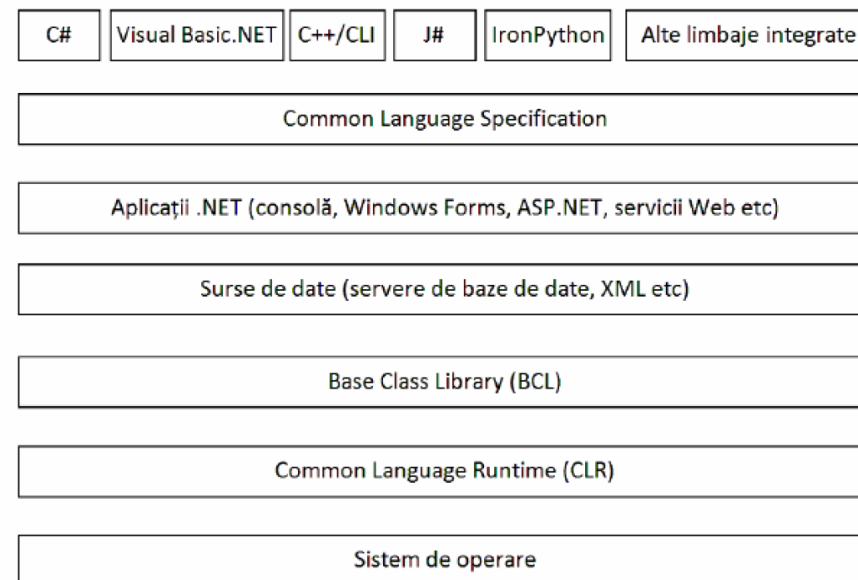 C# Visual Basic.NET C++/CLI J# IronPython Alte limbaje integrate
Common Language Specification
Aplicații .NET (consolă, Windows Forms, ASP.NET, servicii Web etc)
Surse de date (servere de baze de date, XML etc)
Base Class Library (BCL)
Common Language Runtime (CLR)
Sistem de operare